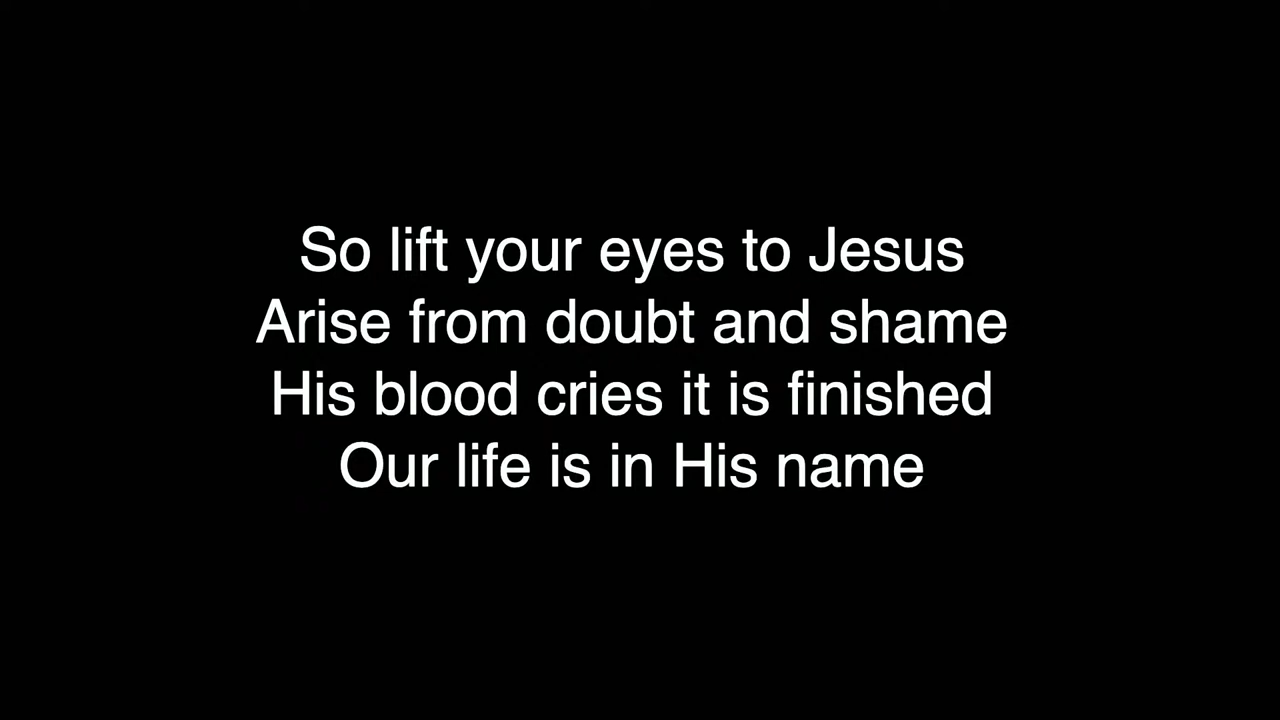 So lift your eyes to Jesus
Arise from doubt and shame
His blood cries it is finished
Our life is in His name